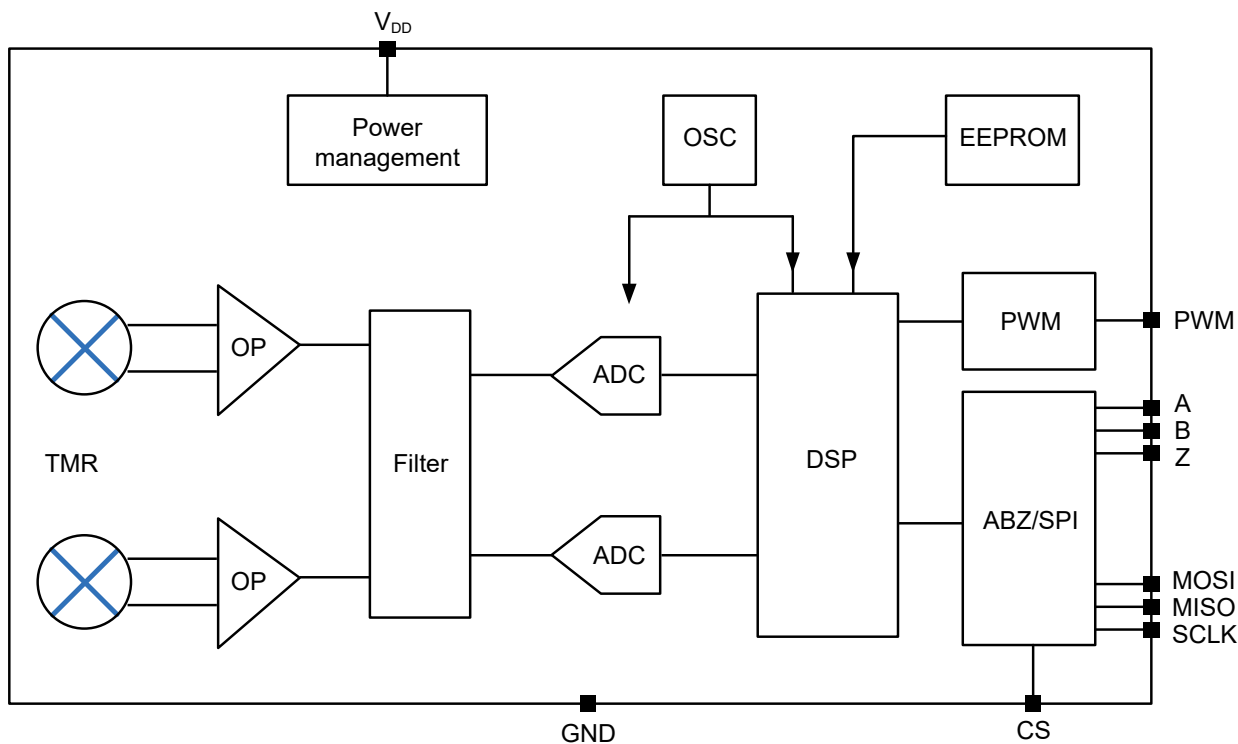 VDD
Power
management
OSC
EEPROM
OP
ADC
PWM
PWM
A
B
Z
TMR
Filter
DSP
ABZ/SPI
OP
ADC
MOSI
MISO
SCLK
GND
CS